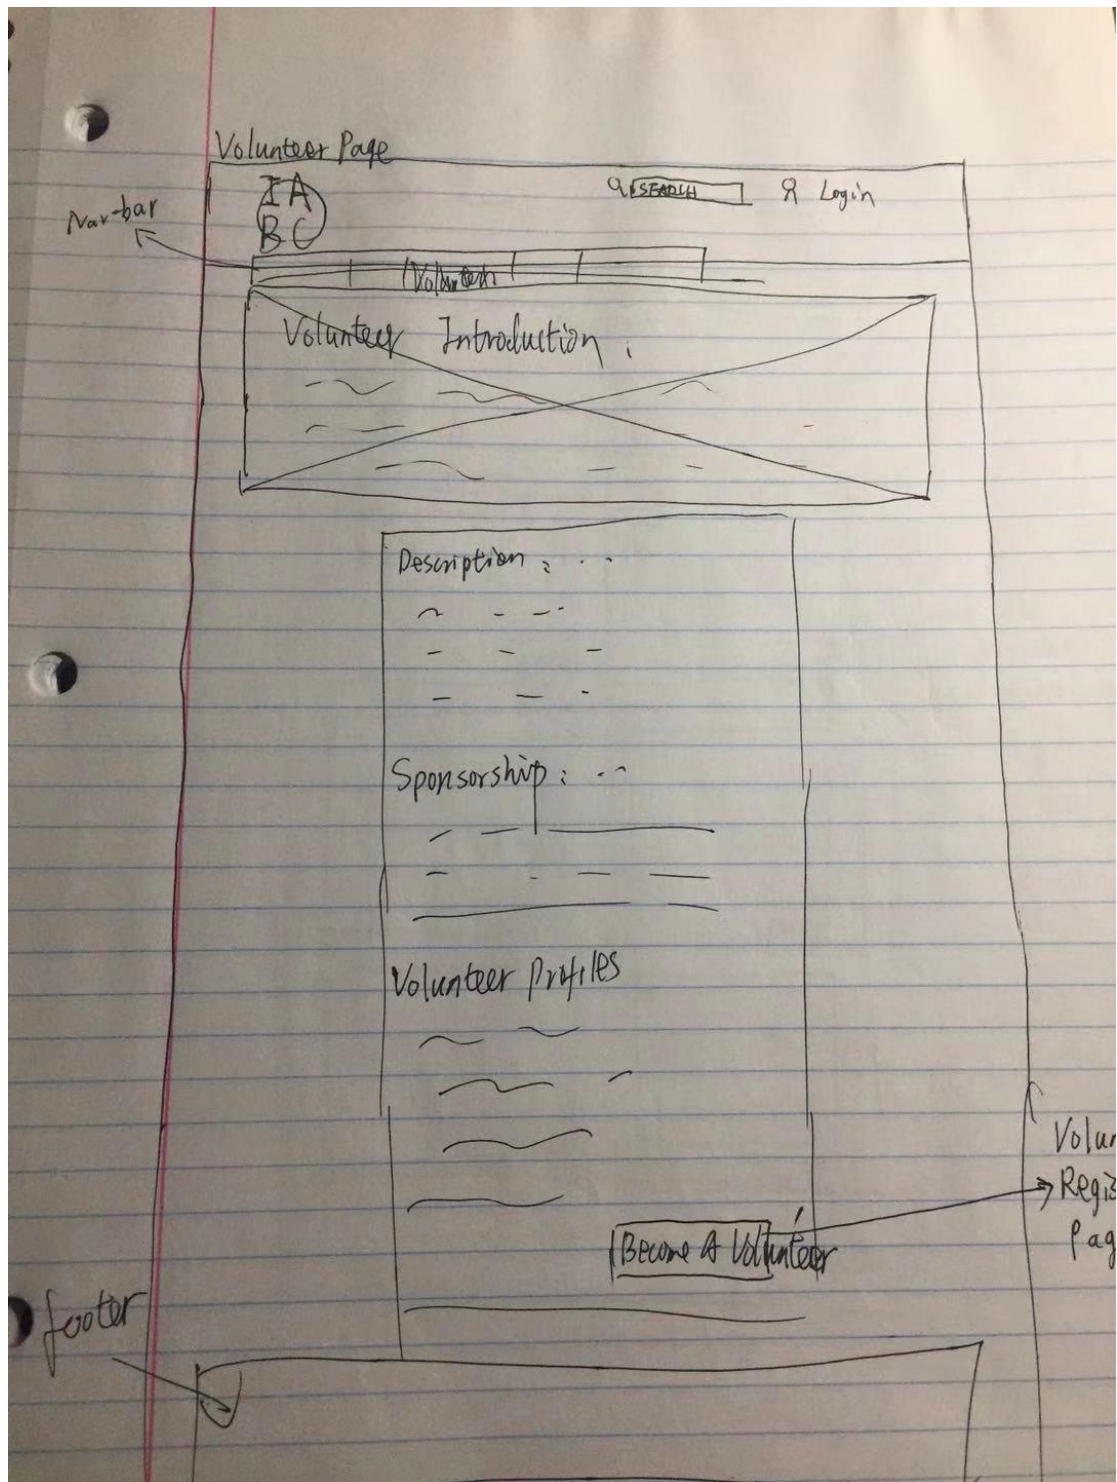 Volunteer Page
IA
BC
SEARCH
Login
Nav-bar
Volunteer
Volunteer Introduction.
Description: . .
Sponsorship: . .
Volunteer Profiles
Become A Volunteer
Volun
Regis
Pag
footer